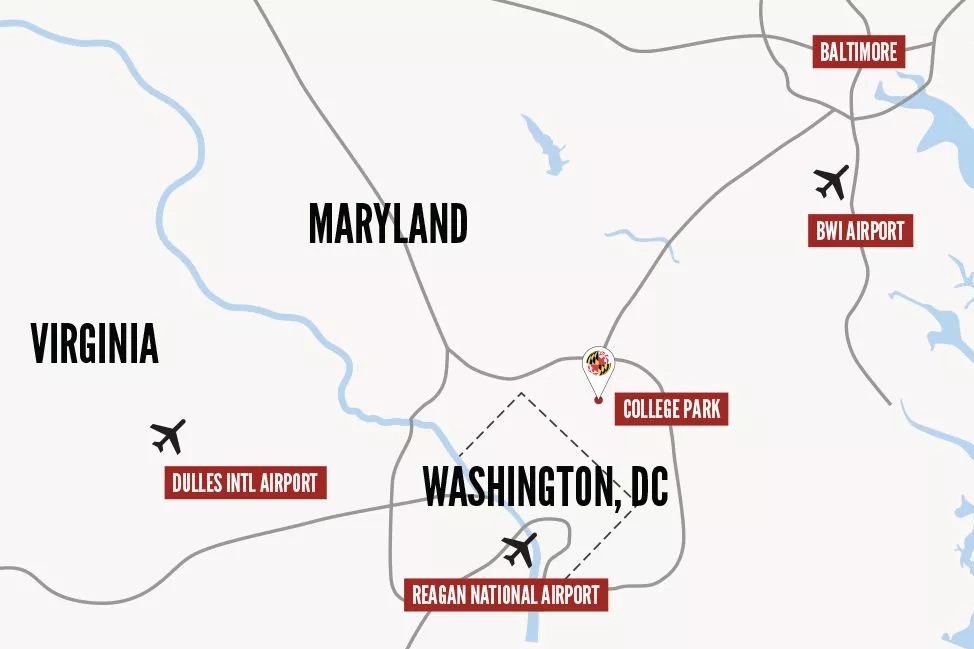 BALTIMORE
MARYLAND
BWI AIRPORT
VIRGINIA
COLLEGE PARK
DULLES INTL AIRPORT
WASHINGTON, DC
REAGAN NATIONAL AIRPORT